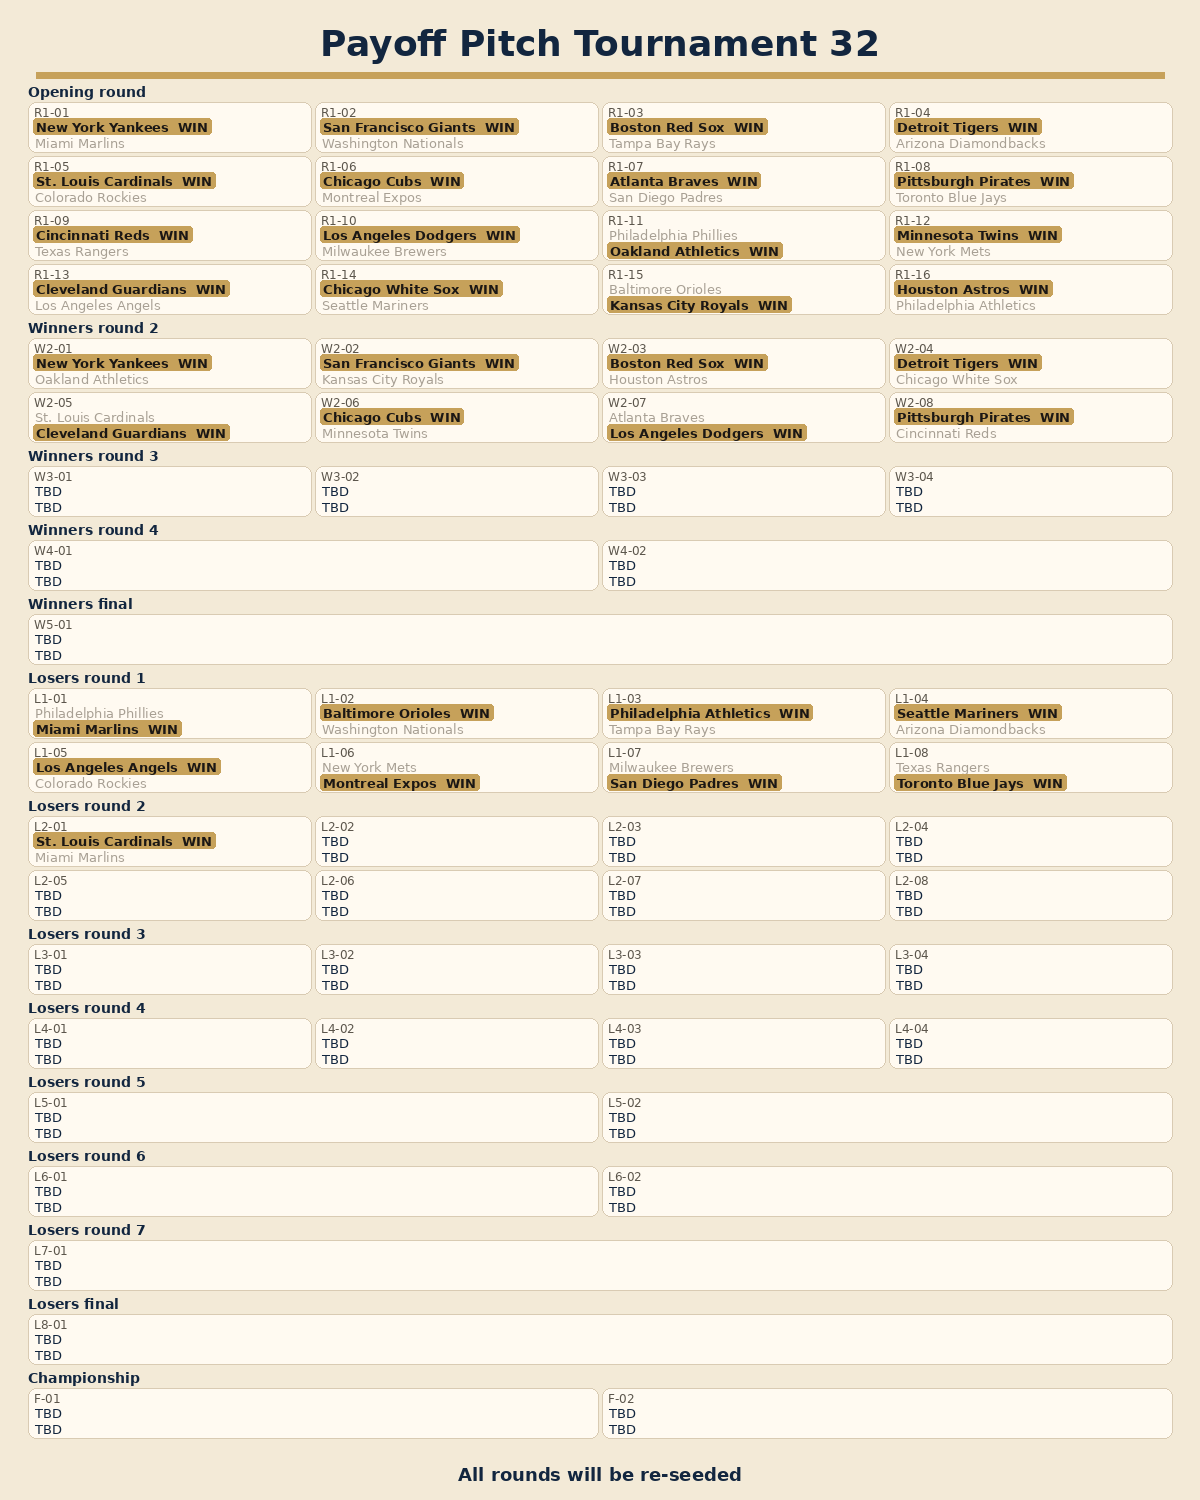 Payoff Pitch Tournament 32
Opening round
R1-01
New York Yankees WIN
Miami Marlins
R1-02
San Francisco Giants WIN
Washington Nationals
R1-03
Boston Red Sox WIN
Tampa Bay Rays
R1-04
Detroit Tigers WIN
Arizona Diamondbacks
R1-05
St. Louis Cardinals WIN
Colorado Rockies
R1-06
Chicago Cubs WIN
Montreal Expos
R1-07
Atlanta Braves WIN
San Diego Padres
R1-08
Pittsburgh Pirates WIN
Toronto Blue Jays
R1-09
Cincinnati Reds WIN
Texas Rangers
R1-10
Los Angeles Dodgers WIN
Milwaukee Brewers
R1-11
Philadelphia Phillies
Oakland Athletics WIN
R1-12
Minnesota Twins WIN
New York Mets
R1-13
Cleveland Guardians WIN
Los Angeles Angels
R1-14
Chicago White Sox WIN
Seattle Mariners
R1-15
Baltimore Orioles
Kansas City Royals WIN
R1-16
Houston Astros WIN
Philadelphia Athletics
Winners round 2
W2-01
New York Yankees WIN
Oakland Athletics
W2-02
San Francisco Giants WIN
Kansas City Royals
W2-03
Boston Red Sox WIN
Houston Astros
W2-04
Detroit Tigers WIN
Chicago White Sox
W2-05
St. Louis Cardinals
Cleveland Guardians WIN
W2-06
Chicago Cubs WIN
Minnesota Twins
W2-07
Atlanta Braves
Los Angeles Dodgers WIN
W2-08
Pittsburgh Pirates WIN
Cincinnati Reds
Winners round 3
W3-01
TBD
TBD
W3-02
TBD
TBD
W3-03
TBD
TBD
W3-04
TBD
TBD
Winners round 4
W4-01
TBD
TBD
W4-02
TBD
TBD
Winners final
W5-01
TBD
TBD
Losers round 1
L1-01
Philadelphia Phillies
Miami Marlins WIN
L1-02
Baltimore Orioles WIN
Washington Nationals
L1-03
Philadelphia Athletics WIN
Tampa Bay Rays
L1-04
Seattle Mariners WIN
Arizona Diamondbacks
L1-05
Los Angeles Angels WIN
Colorado Rockies
L1-06
New York Mets
Montreal Expos WIN
L1-07
Milwaukee Brewers
San Diego Padres WIN
L1-08
Texas Rangers
Toronto Blue Jays WIN
Losers round 2
L2-01
St. Louis Cardinals WIN
Miami Marlins
L2-02
TBD
TBD
L2-03
TBD
TBD
L2-04
TBD
TBD
L2-05
TBD
TBD
L2-06
TBD
TBD
L2-07
TBD
TBD
L2-08
TBD
TBD
Losers round 3
L3-01
TBD
TBD
L3-02
TBD
TBD
L3-03
TBD
TBD
L3-04
TBD
TBD
Losers round 4
L4-01
TBD
TBD
L4-02
TBD
TBD
L4-03
TBD
TBD
L4-04
TBD
TBD
Losers round 5
L5-01
TBD
TBD
L5-02
TBD
TBD
Losers round 6
L6-01
TBD
TBD
L6-02
TBD
TBD
Losers round 7
L7-01
TBD
TBD
Losers final
L8-01
TBD
TBD
Championship
F-01
TBD
TBD
F-02
TBD
TBD
All rounds will be re-seeded